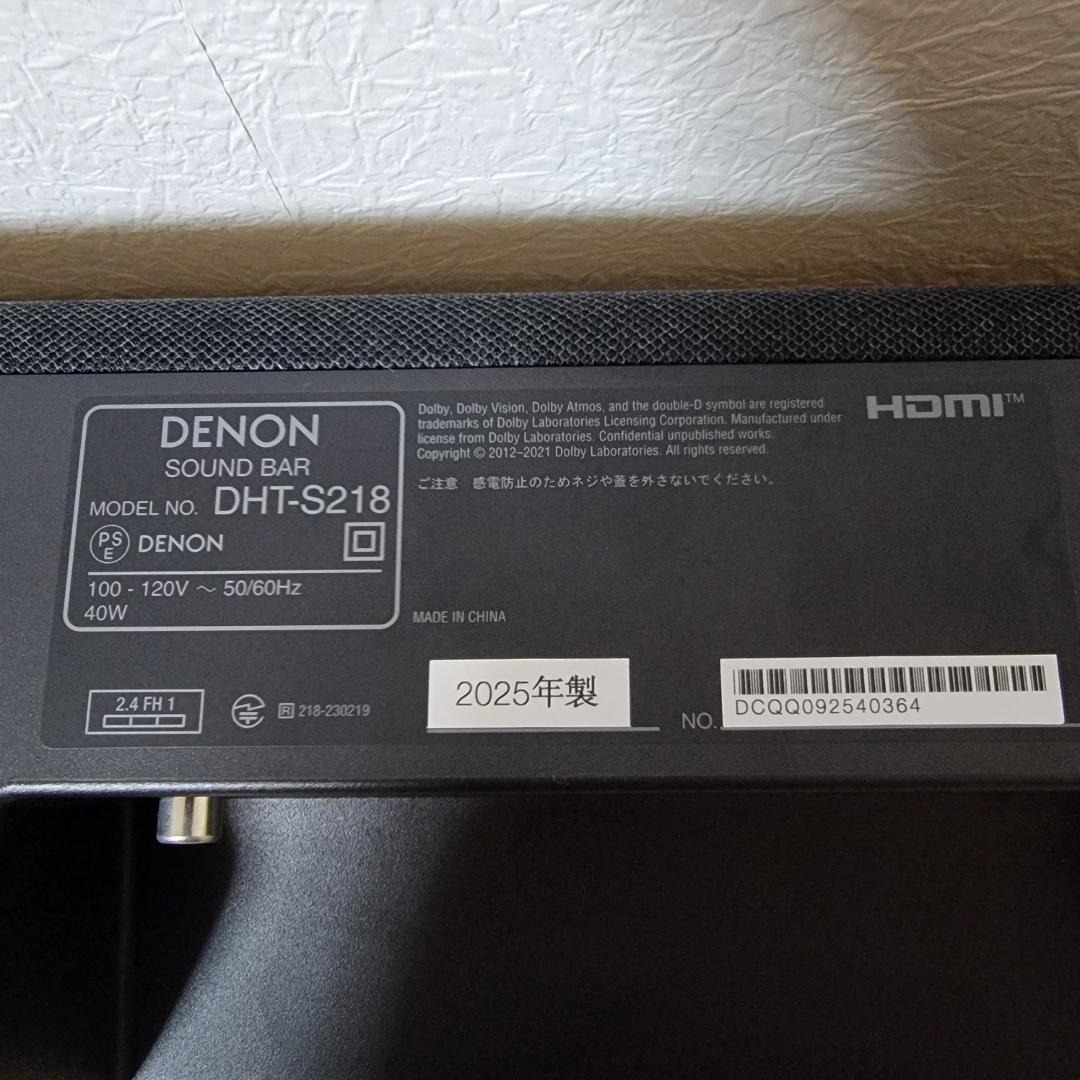 DENON
SOUND BAR
MODEL NO. DHT-S218
PS
E
DENON
100 - 120V ～ 50/60Hz
40W
Dolby, Dolby Vision, Dolby Atmos, and the double-D symbol are registered
trademarks of Dolby Laboratories Licensing Corporation. Manufactured under
license from Dolby Laboratories. Confidential unpublished works.
Copyright © 2012–2021 Dolby Laboratories. All rights reserved.
HDMI™
ご注意 感電防止のためネジや蓋を外さないでください。
MADE IN CHINA
2.4 FH 1
R 218-230219
2025年製
NO.
DCQQ092540364